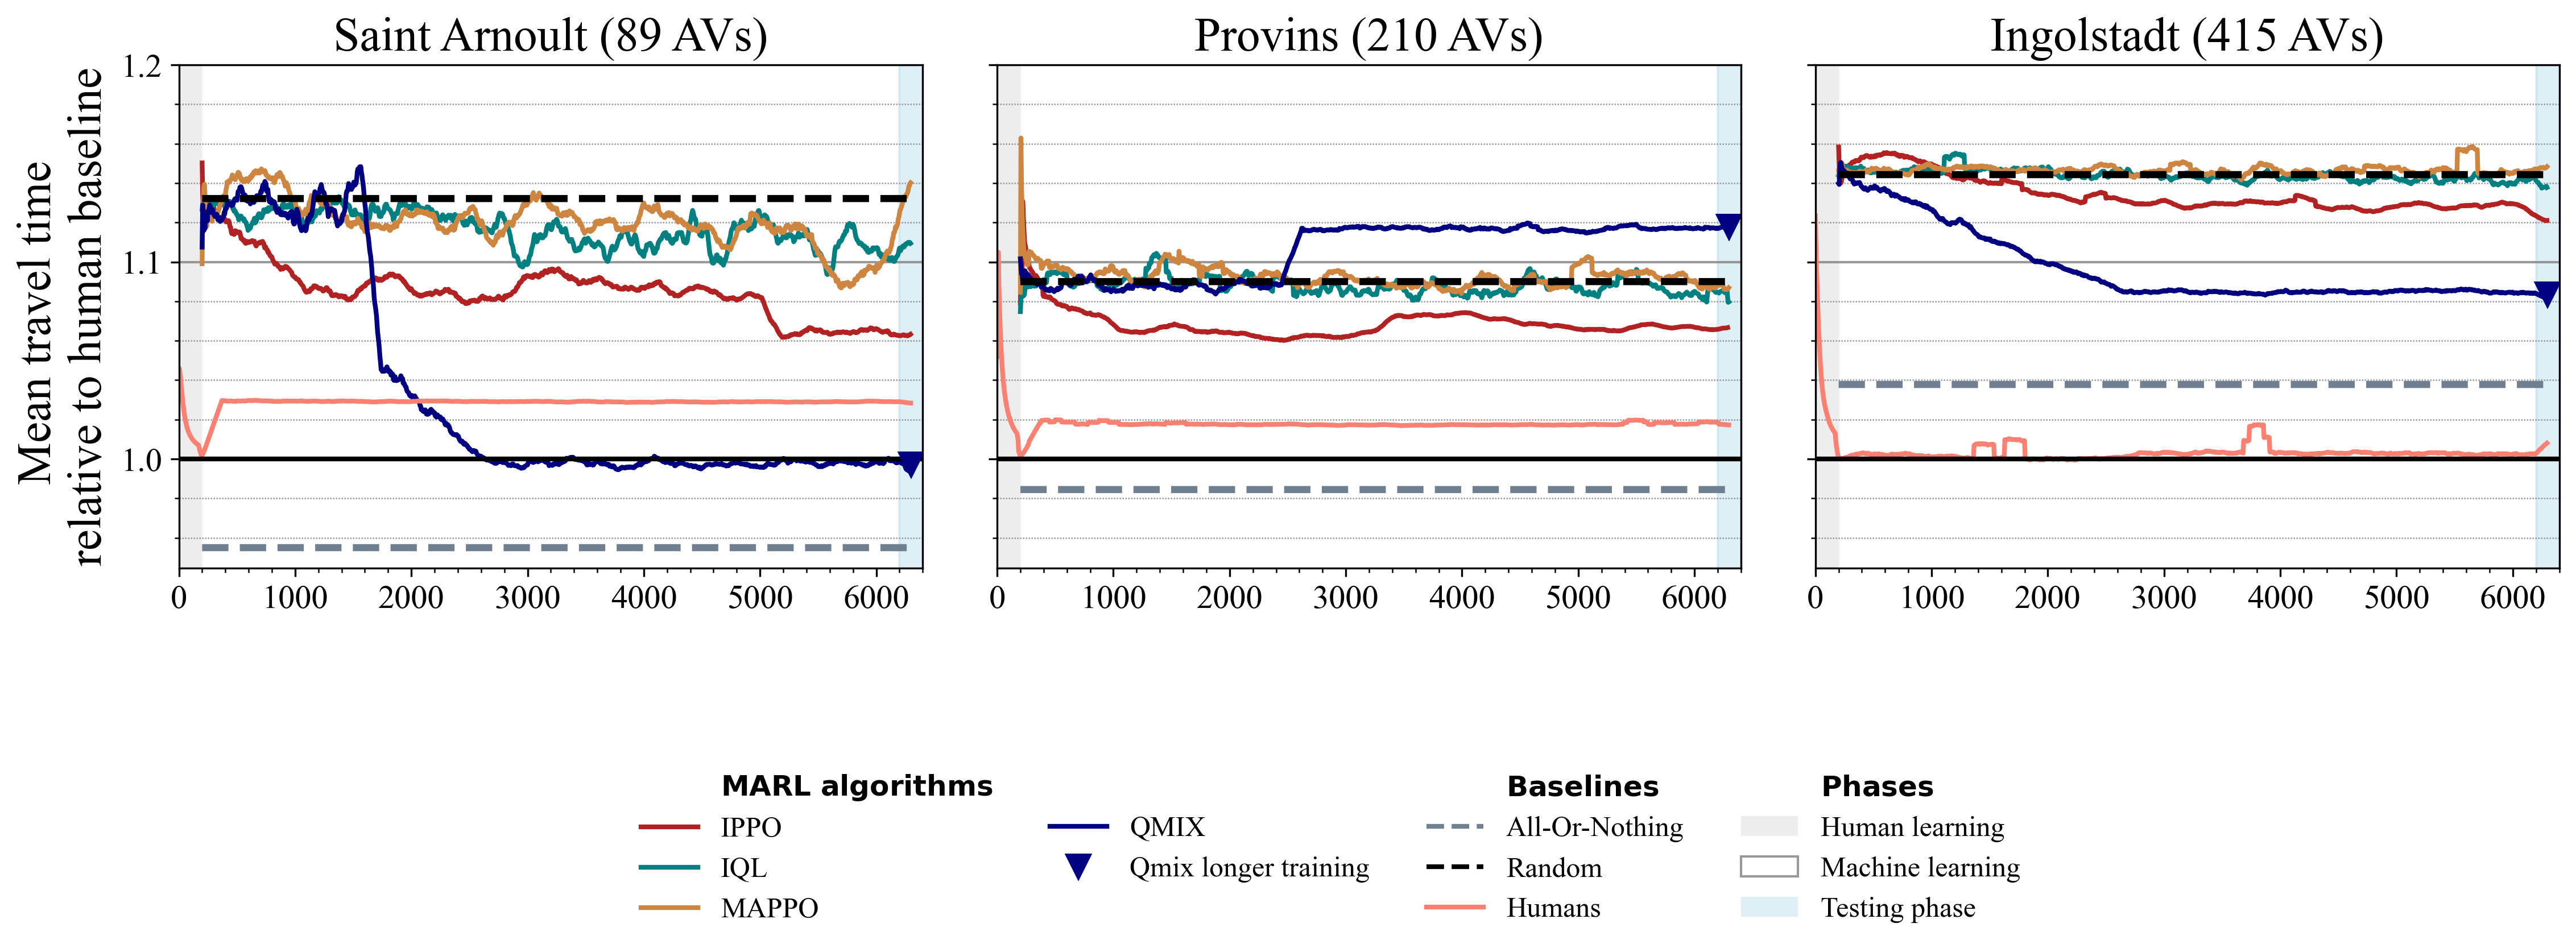 Saint Arnoult (89 AVs)
Provins (210 AVs)
Ingolstadt (415 AVs)
Mean travel time
relative to human baseline
1.2
1.1
1.0
0 1000 2000 3000 4000 5000 6000
0 1000 2000 3000 4000 5000 6000
0 1000 2000 3000 4000 5000 6000
MARL algorithms
IPPO
IQL
MAPPO
QMIX
Qmix longer training
Baselines
All-Or-Nothing
Random
Humans
Phases
Human learning
Machine learning
Testing phase